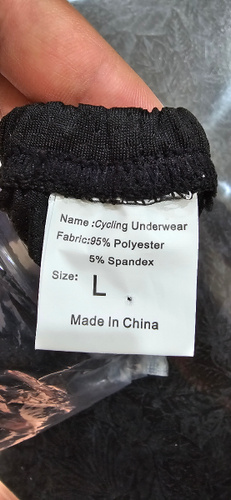 Name :Cycling Underwear
Fabric:95% Polyester
5% Spandex
Size: L
Made In China